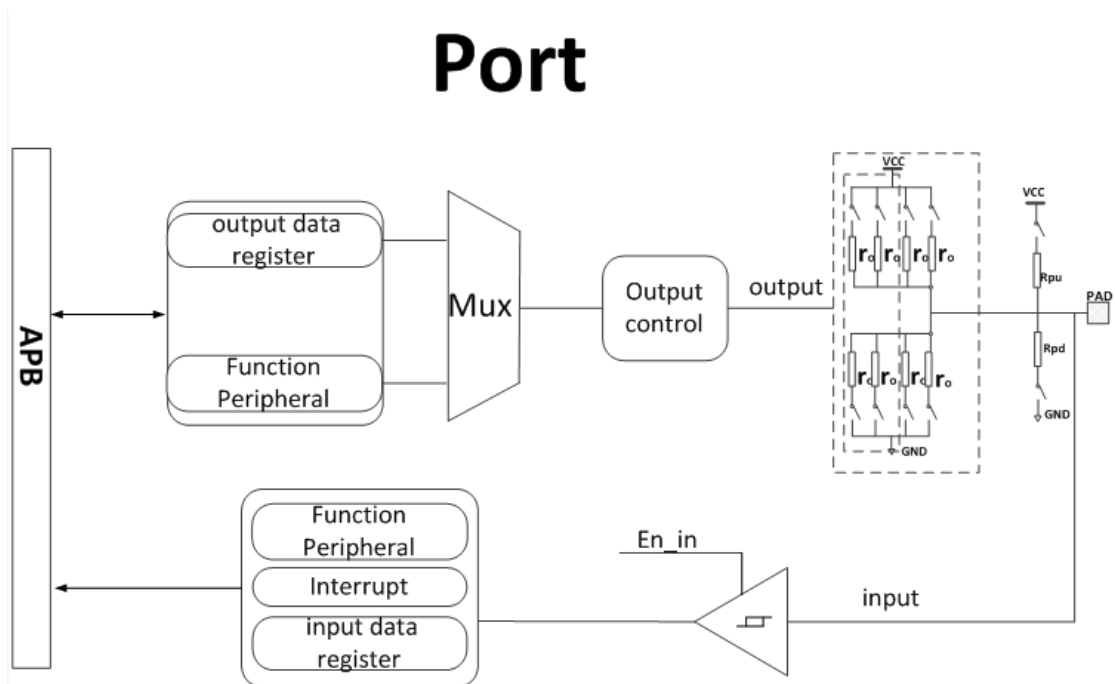 Port
APB
output data
register
Function
Peripheral
Mux
Output
control
output
VCC
ro ro ro ro
ro ro ro ro
GND
VCC
Rpu
PAD
Rpd
GND
Function
Peripheral
Interrupt
input data
register
En_in
input